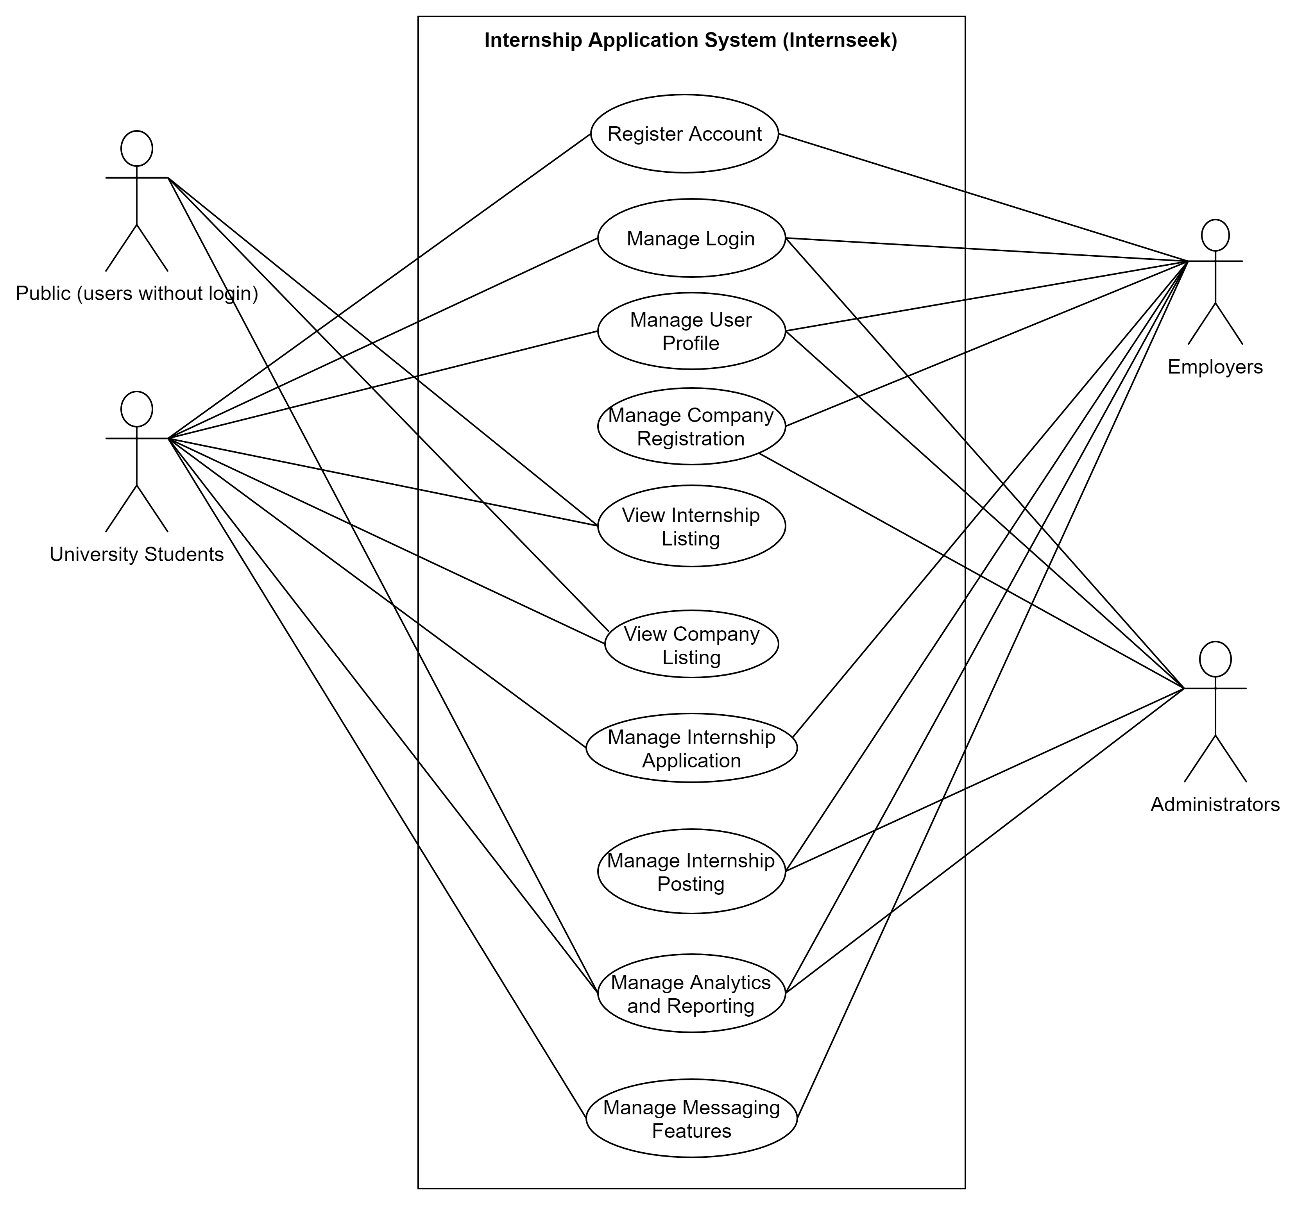 Internship Application System (Internseek)
Register Account
Manage Login
Manage User
Profile
Manage Company
Registration
View Internship
Listing
View Company
Listing
Manage Internship
Application
Manage Internship
Posting
Manage Analytics
and Reporting
Manage Messaging
Features
Public (users without login)
University Students
Employers
Administrators